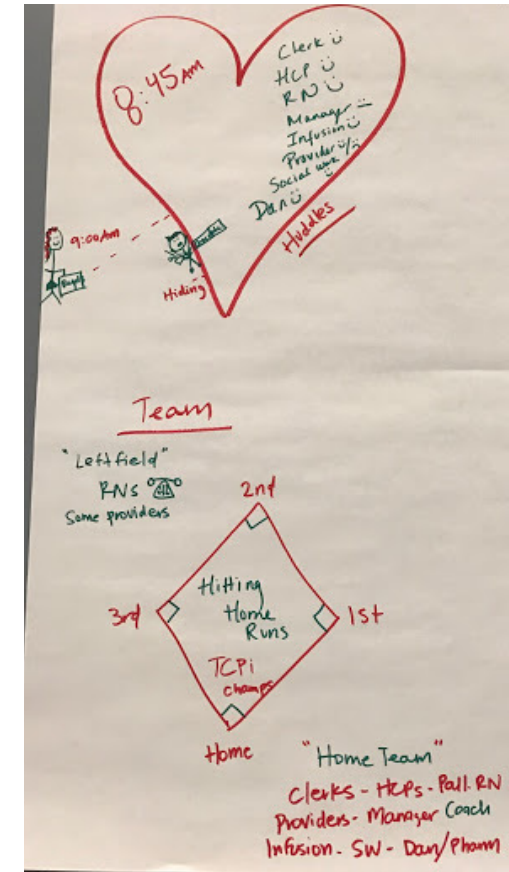 8:45AM
Clerk
HCP
RN
Manager
Infusion
Provider /
Social work
Dan
Huddles
9:00Am
Hiding
Team
"Leftfield"
RNs
Some providers
2nd
3rd
1st
Hitting
Home
Runs
TCPi
champs
Home
"Home Team"
Clerks - HCPs - Pall. RN
Providers - Manager Coach
Infusion - SW - Dan/Pharm